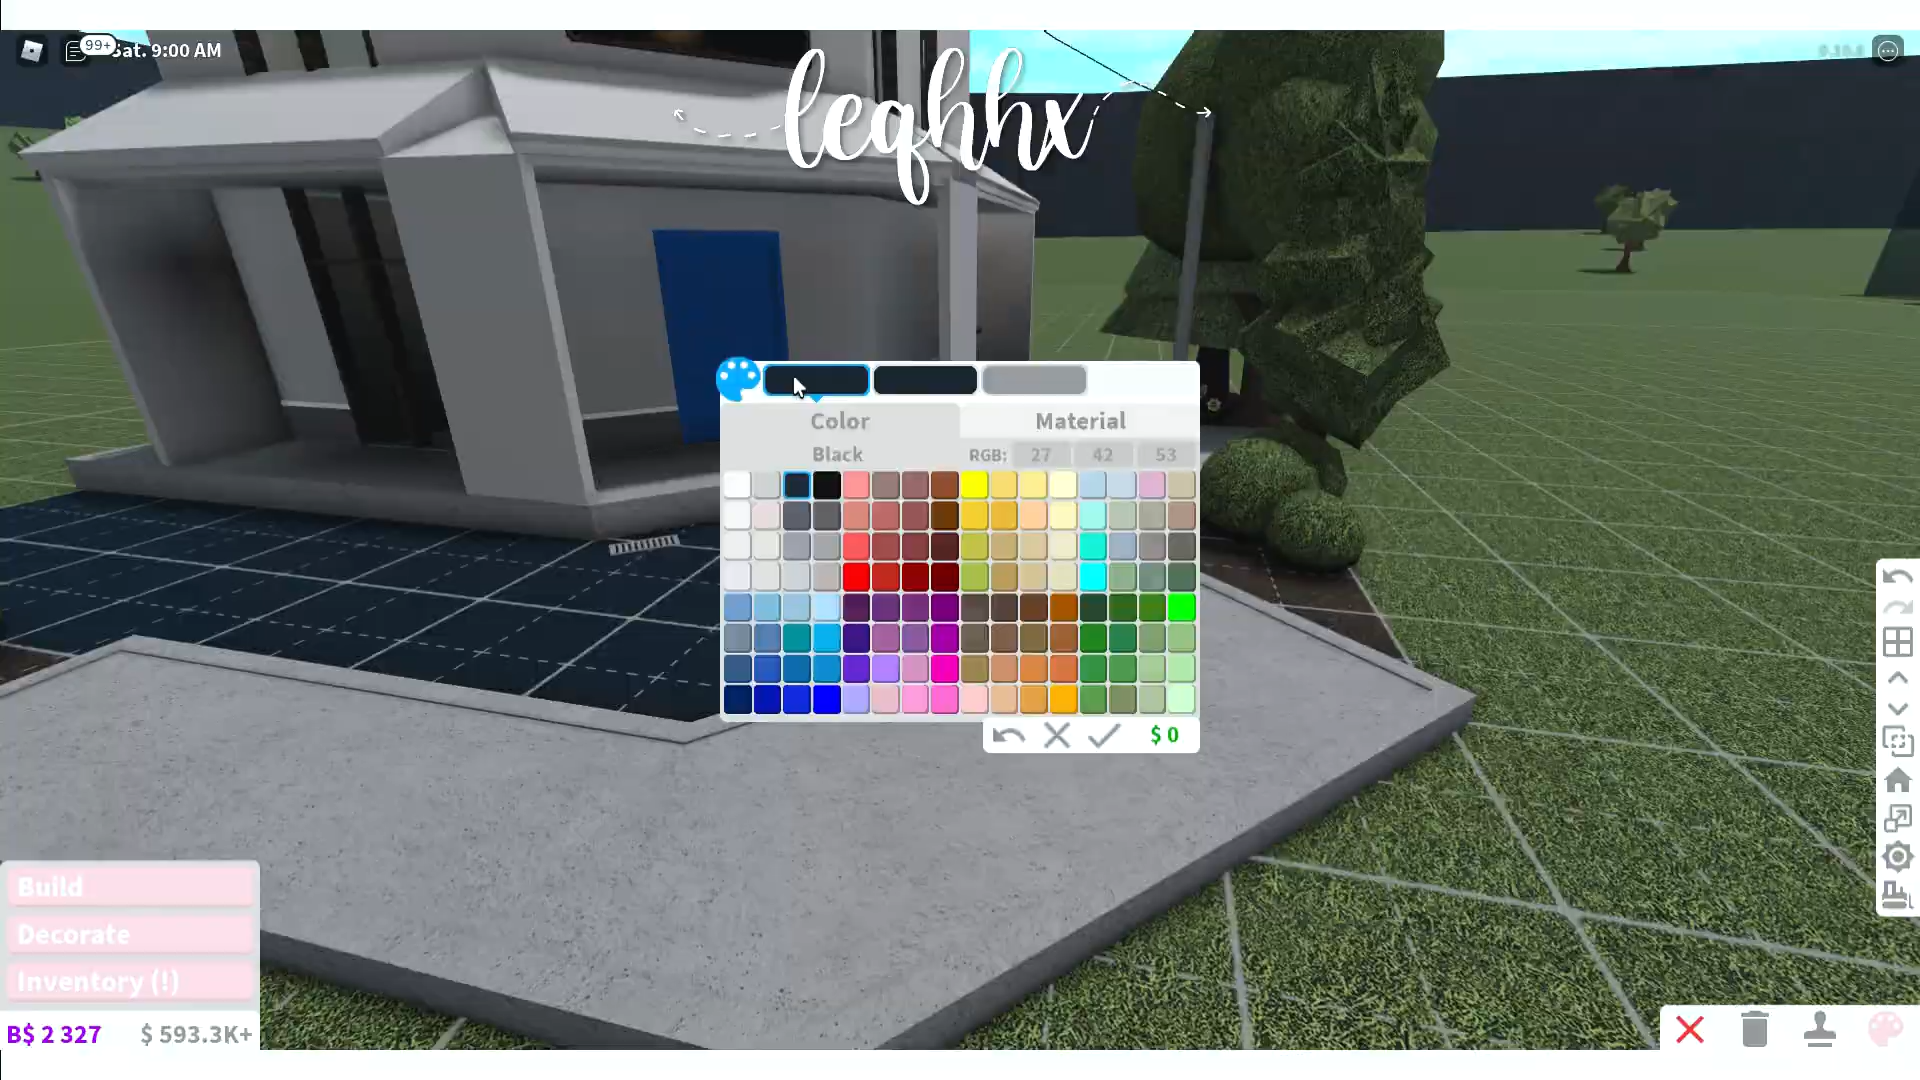 99+
Sat. 9:00 AM
leqhhx
Color
Material
Black
RGB:
27
42
53
$ 0
Build
Decorate
Inventory (!)
B$ 2 327
$ 593.3K+